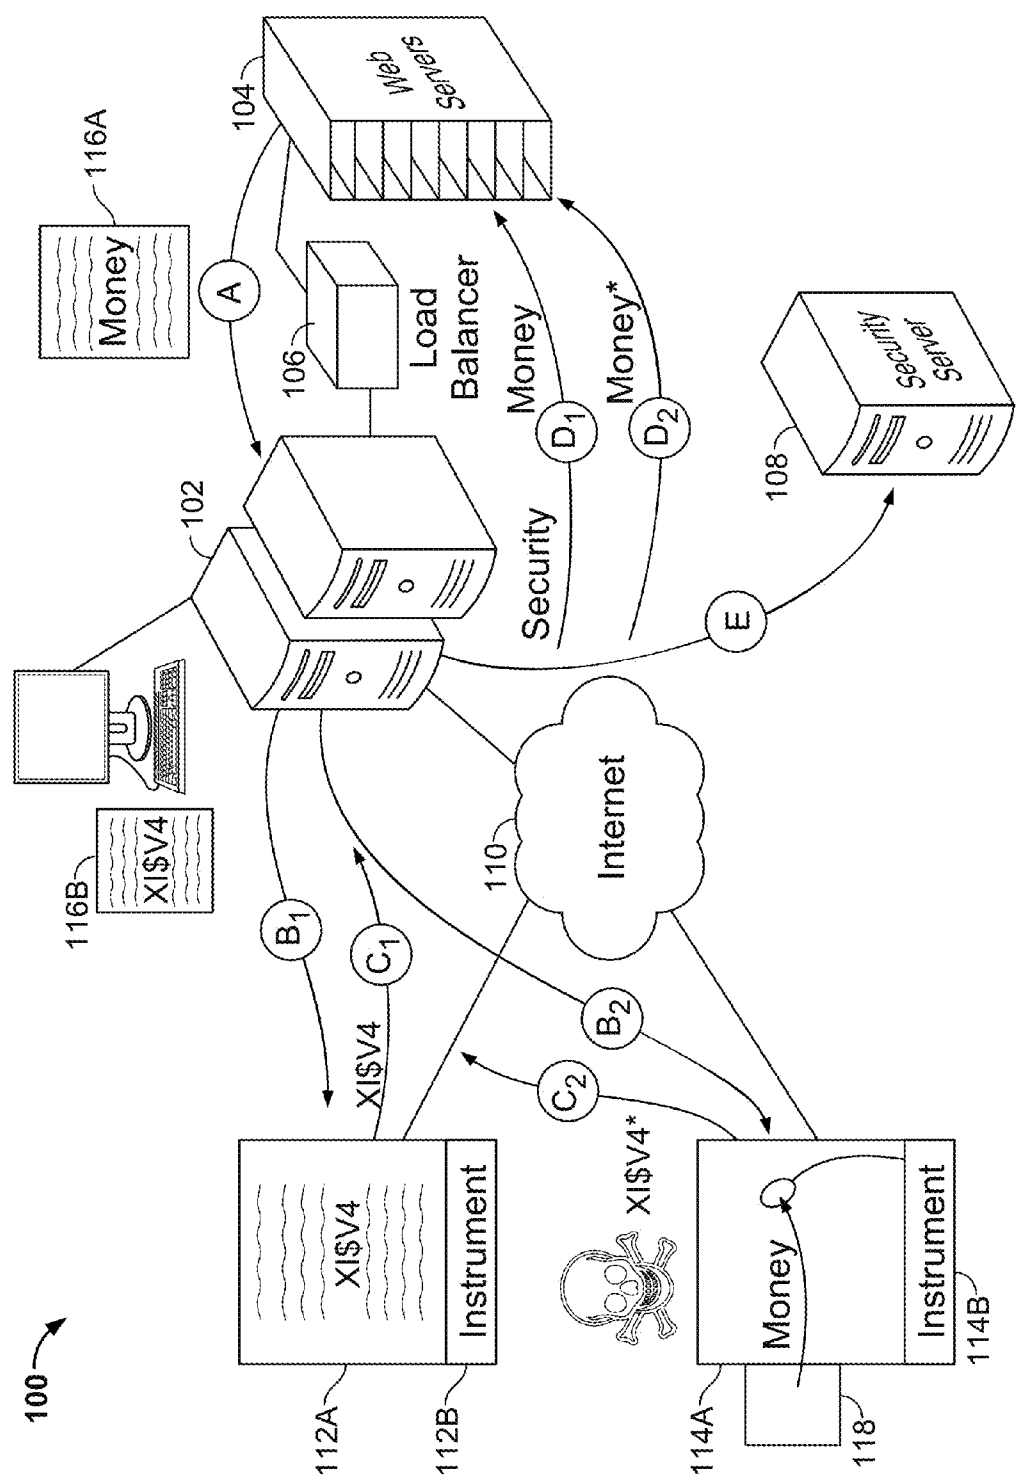 100
112A
XI$V4
Instrument
112B
116B
XI$V4
B1
XI$V4
C1
102
A
116A
Money
104
Web
Servers
106
Load
Balancer
110
Internet
Security
D1
Money
D2
Money*
E
108
Security
Server
B2
C2
XI$V4*
114A
Money
118
Instrument
114B